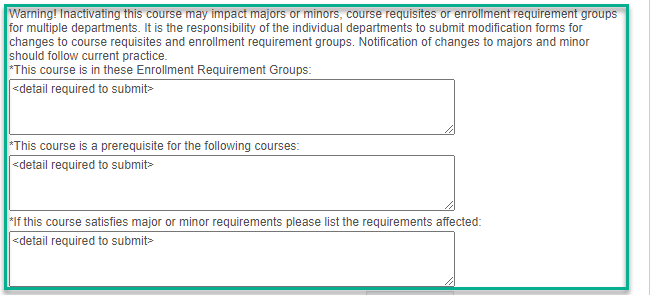 Warning! Inactivating this course may impact majors or minors, course requisites or enrollment requirement groups
for multiple departments. It is the responsibility of the individual departments to submit modification forms for
changes to course requisites and enrollment requirement groups. Notification of changes to majors and minor
should follow current practice.
*This course is in these Enrollment Requirement Groups:
<detail required to submit>
*This course is a prerequisite for the following courses:
<detail required to submit>
*If this course satisfies major or minor requirements please list the requirements affected:
<detail required to submit>